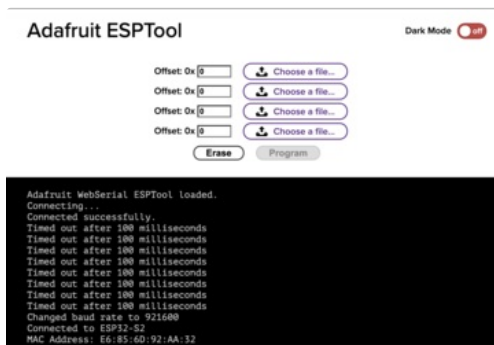 Adafruit ESPTool
Dark Mode off
Offset: 0x 0 Choose a file...
Offset: 0x 0 Choose a file...
Offset: 0x 0 Choose a file...
Offset: 0x 0 Choose a file...
Erase Program
Adafruit WebSerial ESPTool loaded.
Connecting...
Connected successfully.
Timed out after 100 milliseconds
Timed out after 100 milliseconds
Timed out after 100 milliseconds
Timed out after 100 milliseconds
Timed out after 100 milliseconds
Timed out after 100 milliseconds
Timed out after 100 milliseconds
Timed out after 100 milliseconds
Changed baud rate to 921600
Connected to ESP32-S2
MAC Address: E6:85:6D:92:AA:32